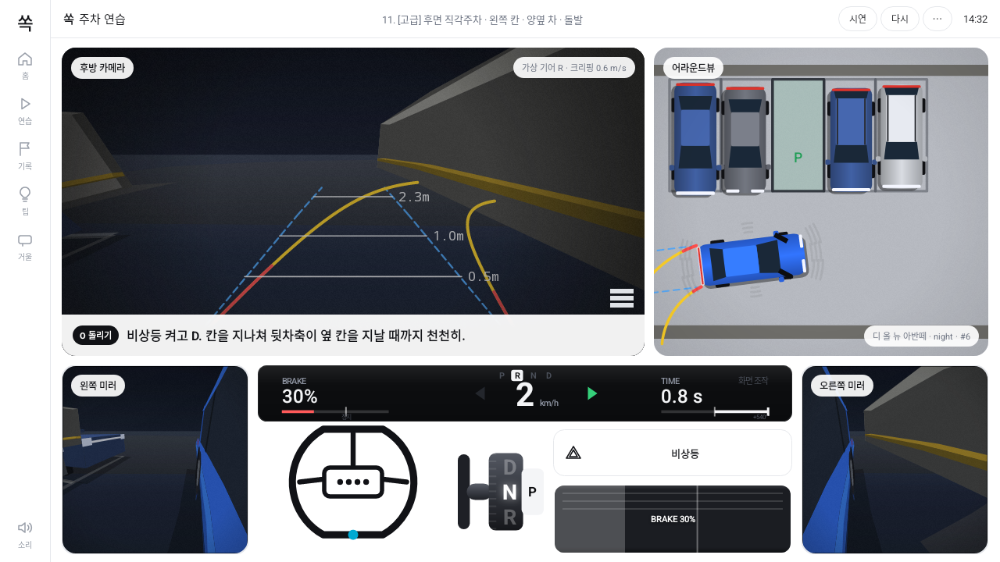 쏙
쏙 주차 연습
11. [고급] 후면 직각주차 · 왼쪽 칸 · 양옆 차 · 돌발
시연
다시
14:32
홈
연습
기록
팁
거울
소리
후방 카메라
가상 기어 R · 크리핑 0.6 m/s
2.3m
1.0m
0.5m
0 돌리기
비상등 켜고 D. 칸을 지나쳐 뒷차축이 옆 칸을 지날 때까지 천천히.
어라운드뷰
P
디 올 뉴 아반떼 · night · #6
왼쪽 미러
BRAKE
30%
P R N D
2 km/h
TIME
0.8 s
화면 조작
D
N
R
P
비상등
BRAKE 30%
오른쪽 미러